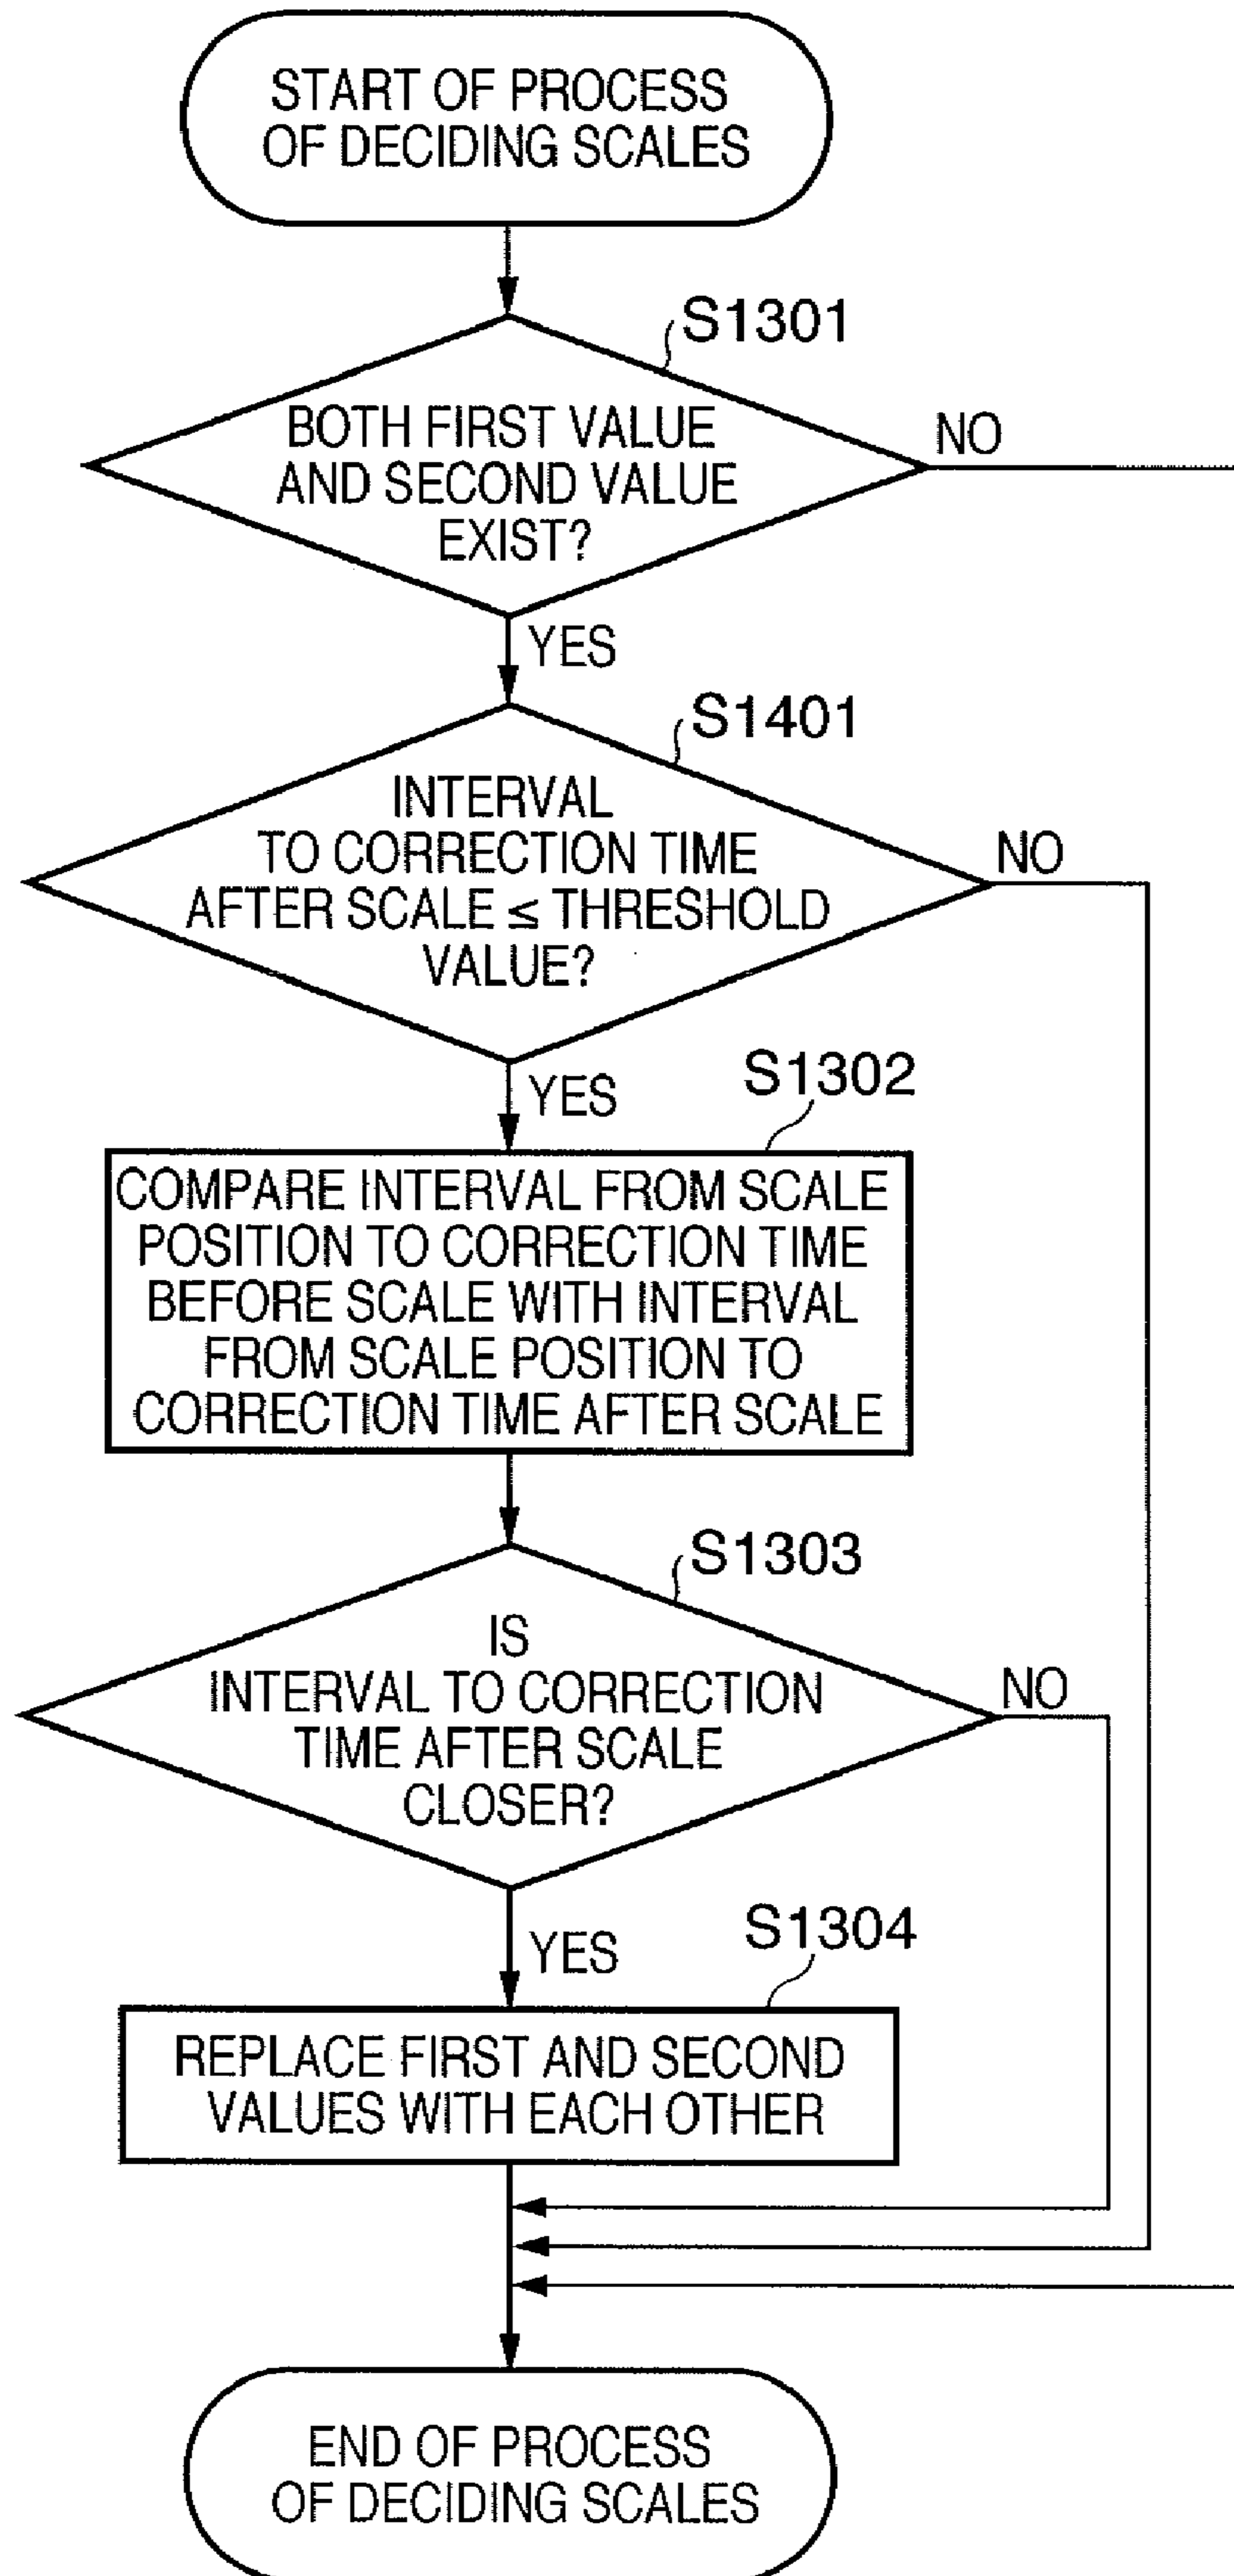 START OF PROCESS
OF DECIDING SCALES
S1301
BOTH FIRST VALUE
AND SECOND VALUE
EXIST?
NO
YES
S1401
INTERVAL
TO CORRECTION TIME
AFTER SCALE ≤ THRESHOLD
VALUE?
NO
YES
S1302
COMPARE INTERVAL FROM SCALE
POSITION TO CORRECTION TIME
BEFORE SCALE WITH INTERVAL
FROM SCALE POSITION TO
CORRECTION TIME AFTER SCALE
S1303
IS
INTERVAL TO CORRECTION
TIME AFTER SCALE
CLOSER?
NO
YES
S1304
REPLACE FIRST AND SECOND
VALUES WITH EACH OTHER
END OF PROCESS
OF DECIDING SCALES